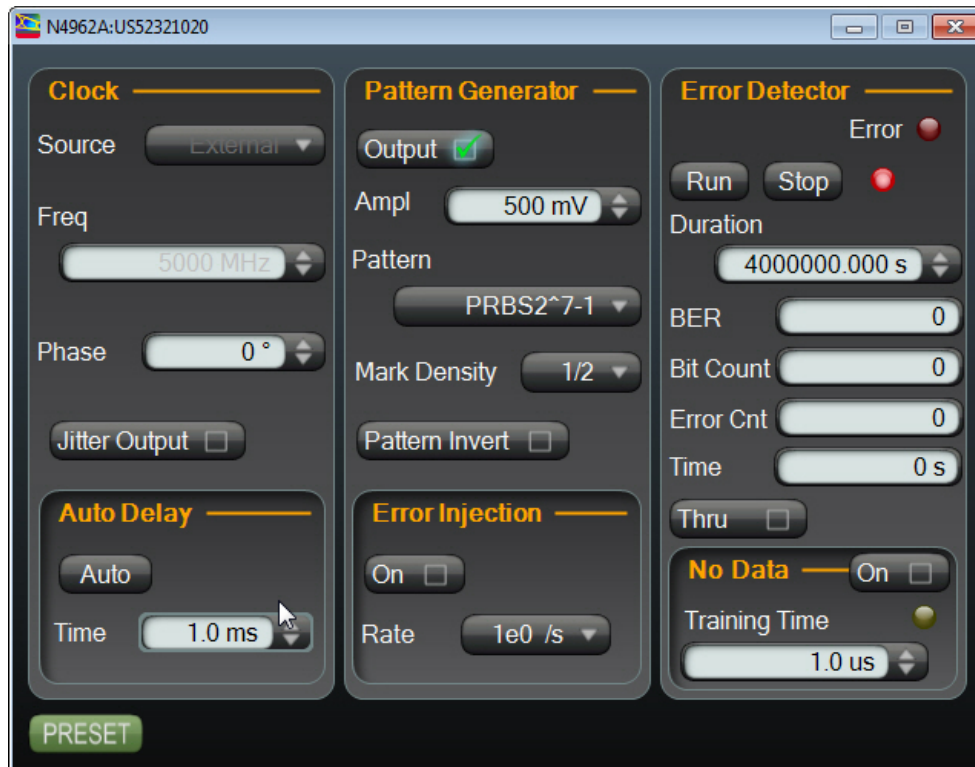 N4962A:US52321020
Clock
Source External
Freq
5000 MHz
Phase 0 °
Jitter Output
Auto Delay
Auto
Time 1.0 ms
Pattern Generator
Output
Ampl 500 mV
Pattern
PRBS2^7-1
Mark Density 1/2
Pattern Invert
Error Injection
On
Rate 1e0 /s
Error Detector
Error
Run Stop
Duration
4000000.000 s
BER 0
Bit Count 0
Error Cnt 0
Time 0 s
Thru
No Data On
Training Time
1.0 us
PRESET